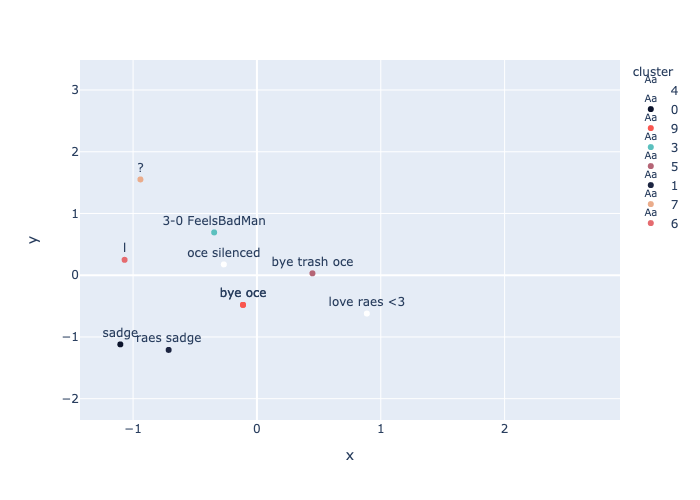 cluster
Aa 4
Aa 0
Aa 9
Aa 3
Aa 5
Aa 1
Aa 7
Aa 6
3
2
1
0
−1
−2
y
?
3-0 FeelsBadMan
l
oce silenced
bye trash oce
bye oce
love raes <3
sadge
raes sadge
−1
0
1
2
x